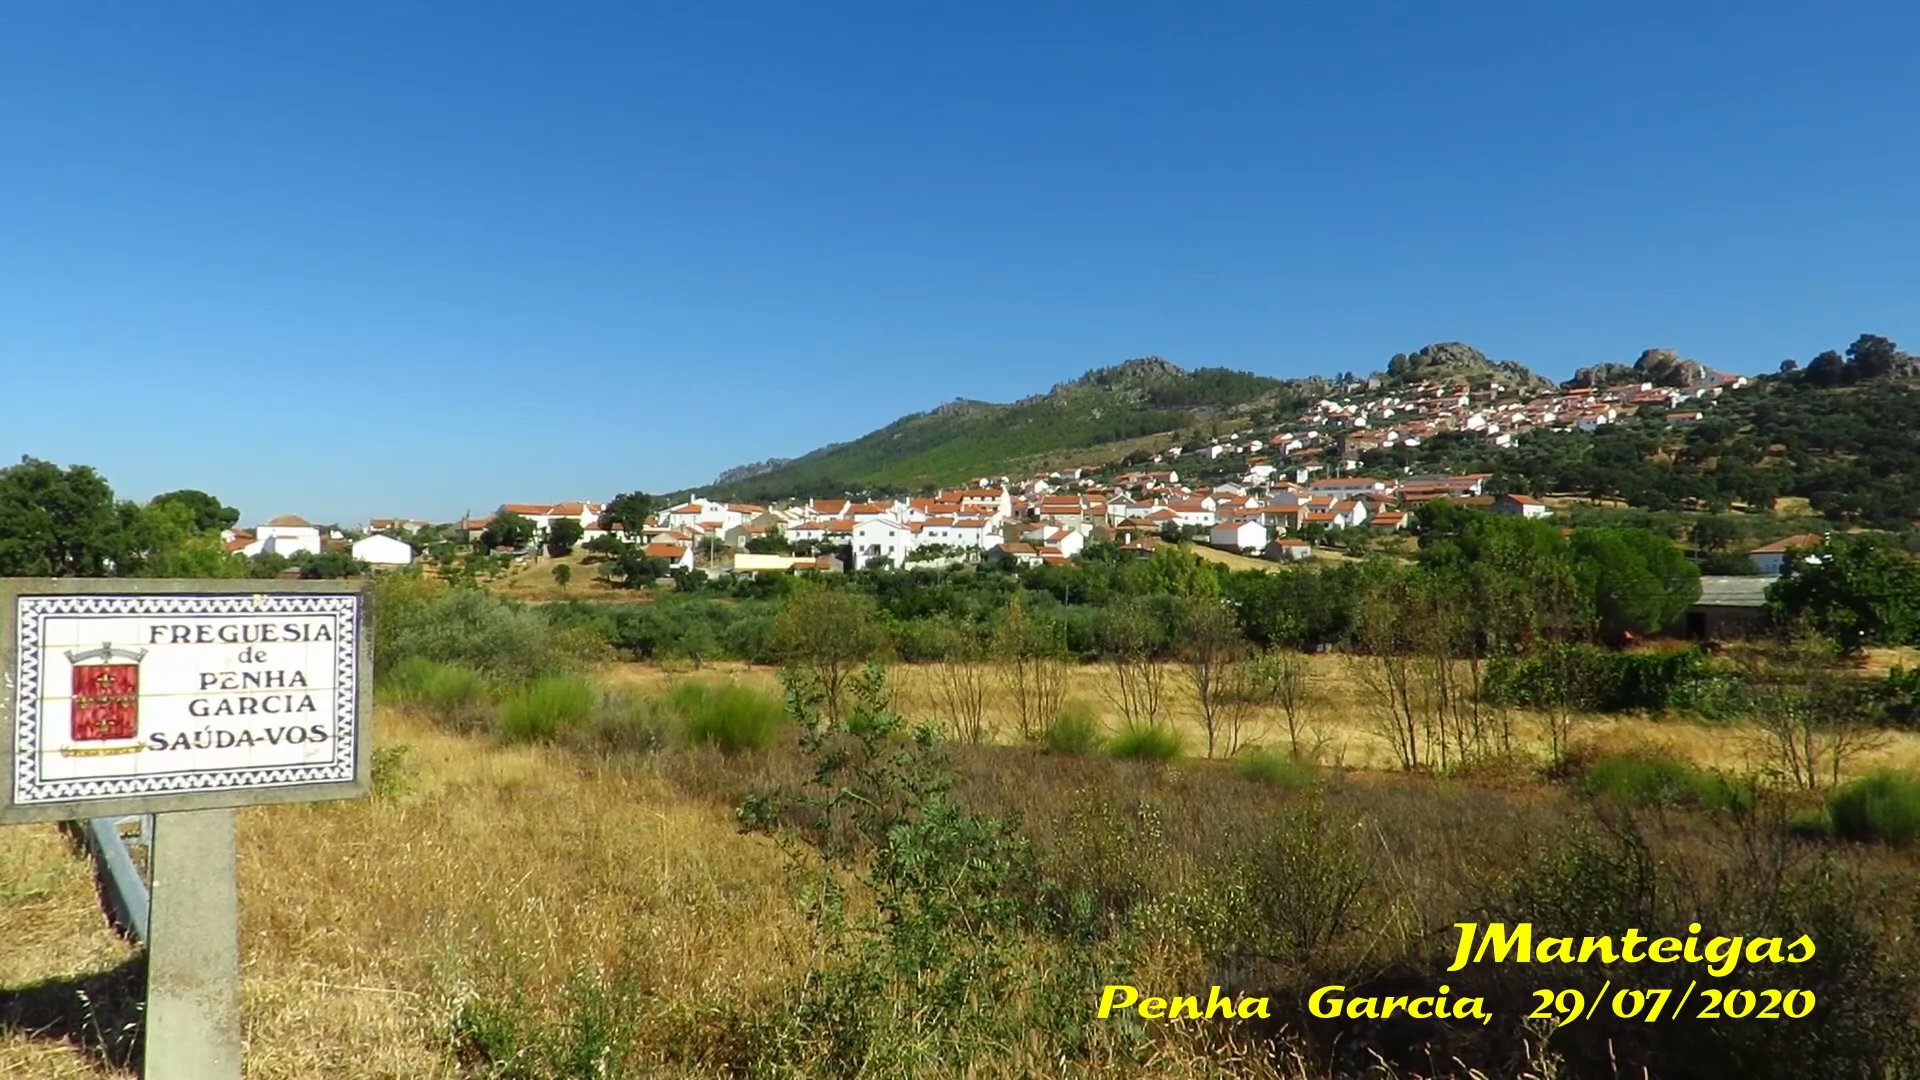 FREGUESIA
de
PENHA
GARCIA
SAÚDA-VOS
JManteigas
Penha Garcia, 29/07/2020